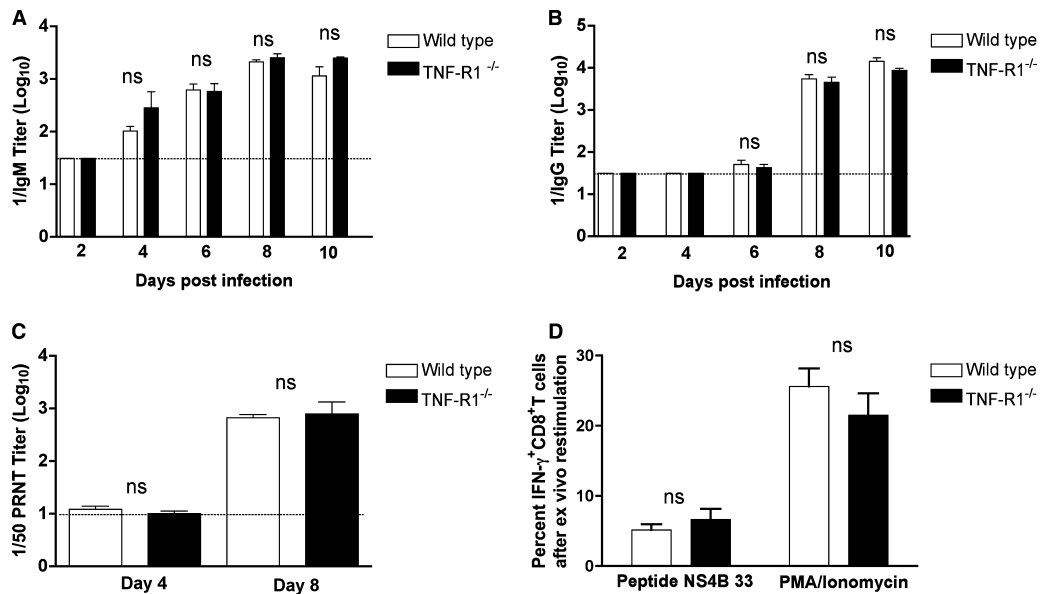 A
1/IgM Titer (Log10)
4
3
2
1
0
ns
ns
ns
ns
2
4
6
8
10
Days post infection
Wild type
TNF-R1 -/-
B
1/IgG Titer (Log10)
5
4
3
2
1
0
ns
ns
ns
2
4
6
8
10
Days post infection
Wild type
TNF-R1-/-
C
1/50 PRNT Titer (Log10)
4
3
2
1
0
ns
ns
Day 4
Day 8
Wild type
TNF-R1-/-
D
Percent IFN-γ+CD8+T cells
after ex vivo restimulation
30
20
10
0
ns
ns
Peptide NS4B 33
PMA/Ionomycin
Wild type
TNF-R1-/-